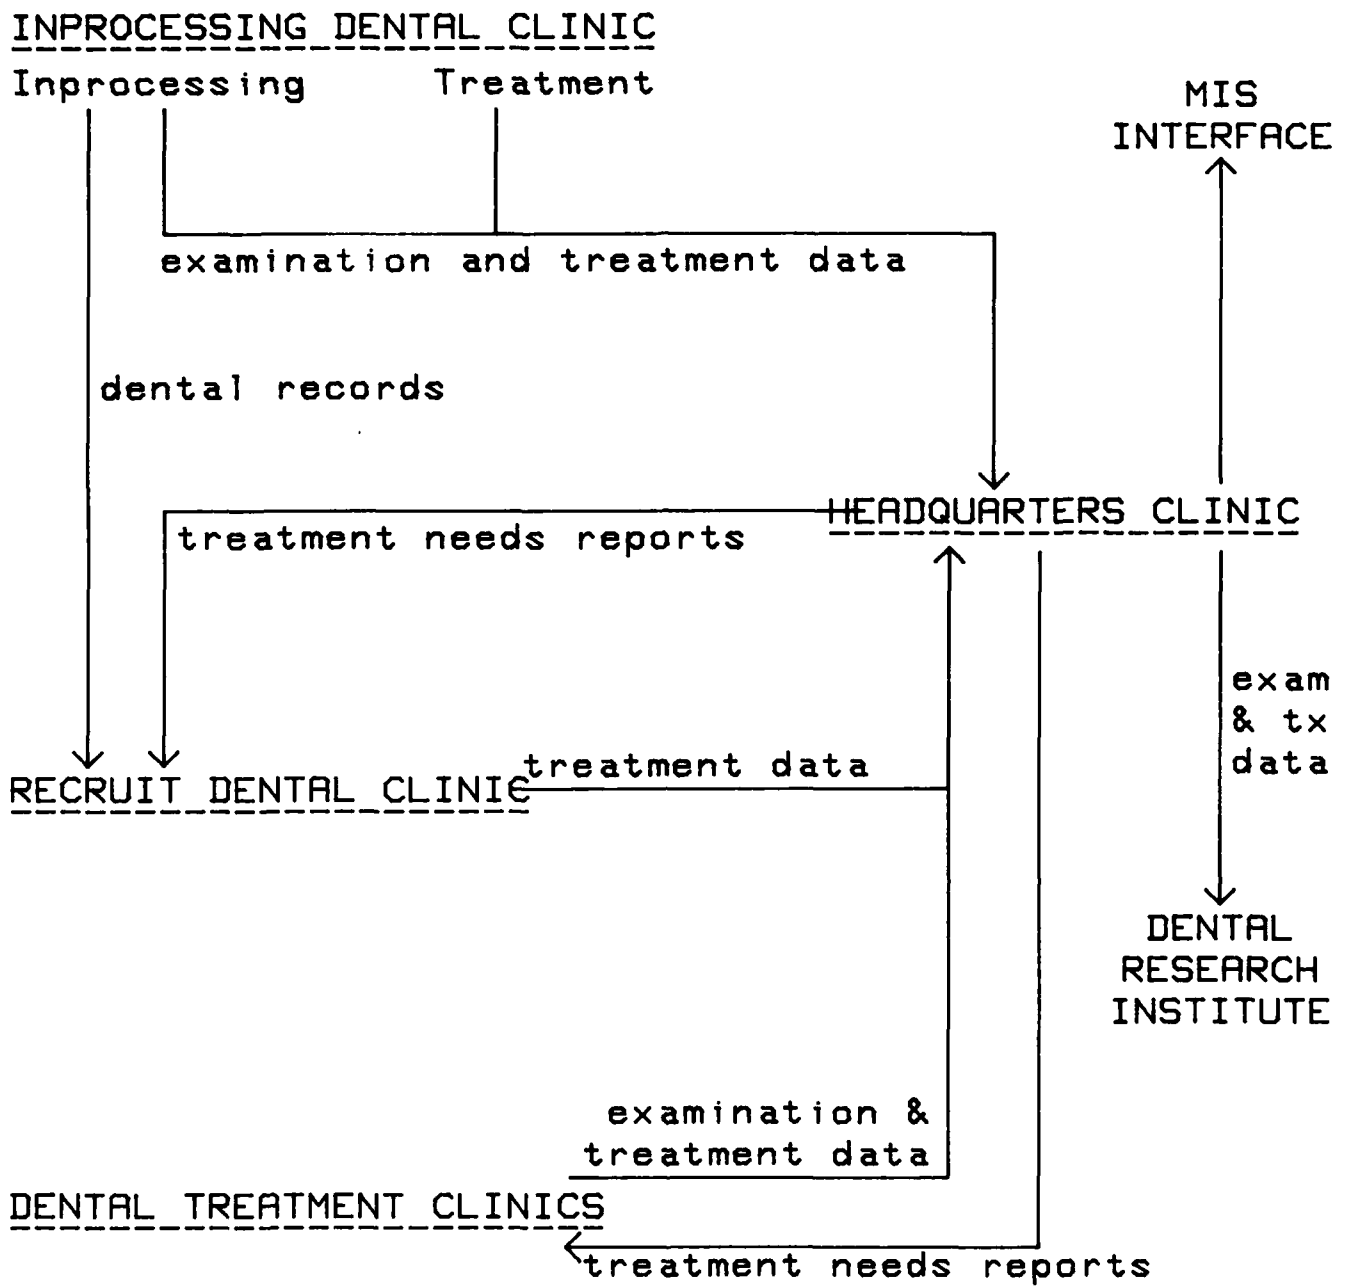 INPROCESSING DENTAL CLINIC
Inprocessing Treatment
MIS
INTERFACE
examination and treatment data
dental records
HEADQUARTERS CLINIC
treatment needs reports
exam
& tx
data
treatment data
RECRUIT DENTAL CLINIC
DENTAL
RESEARCH
INSTITUTE
examination &
treatment data
DENTAL TREATMENT CLINICS
treatment needs reports